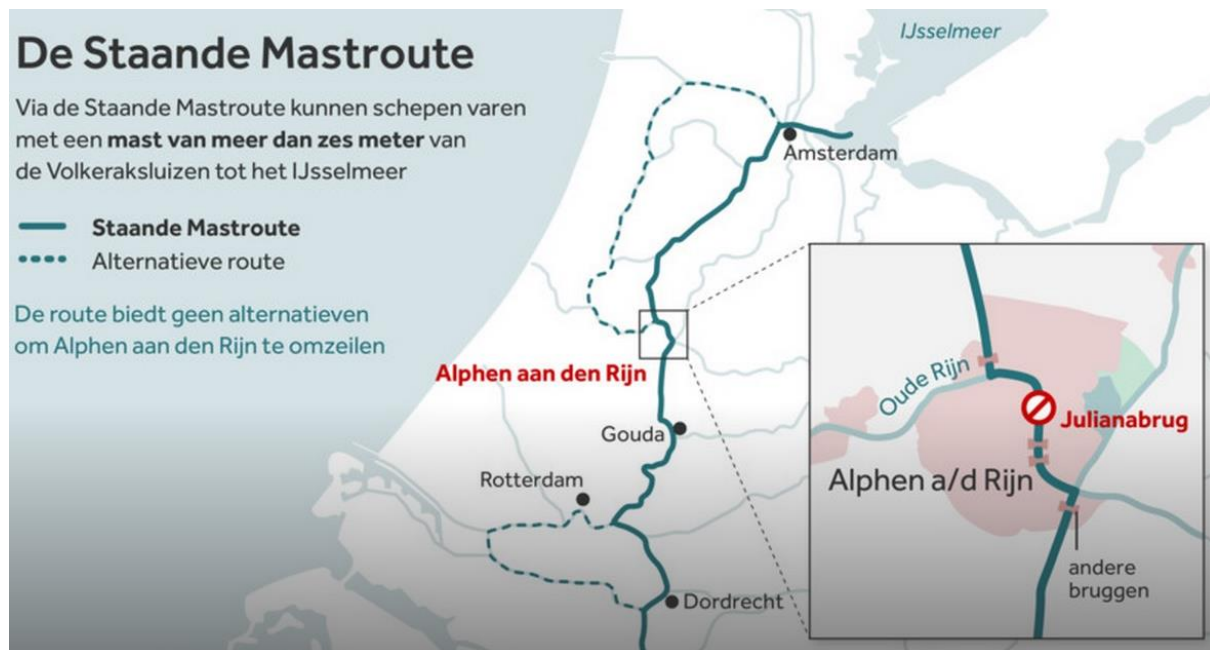 De Staande Mastroute
Via de Staande Mastroute kunnen schepen varen
met een mast van meer dan zes meter van
de Volkeraksluizen tot het IJsselmeer
Staande Mastroute
Alternatieve route
De route biedt geen alternatieven
om Alphen aan den Rijn te omzeilen
IJsselmeer
Amsterdam
Alphen aan den Rijn
Gouda
Rotterdam
Dordrecht
Oude Rijn
Julianabrug
Alphen a/d Rijn
andere
bruggen